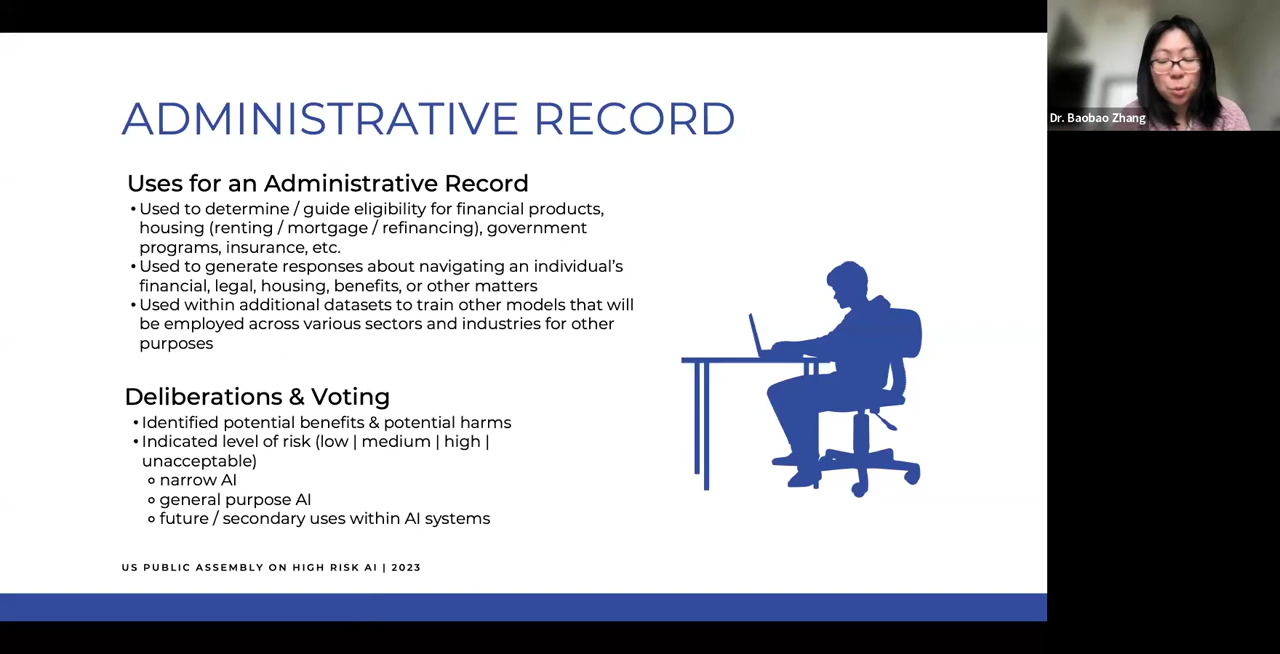 ADMINISTRATIVE RECORD
Uses for an Administrative Record
•Used to determine / guide eligibility for financial products,
housing (renting / mortgage / refinancing), government
programs, insurance, etc.
•Used to generate responses about navigating an individual’s
financial, legal, housing, benefits, or other matters
•Used within additional datasets to train other models that will
be employed across various sectors and industries for other
purposes
Deliberations & Voting
•Identified potential benefits & potential harms
•Indicated level of risk (low | medium | high |
unacceptable)
∘ narrow AI
∘ general purpose AI
∘ future / secondary uses within AI systems
US PUBLIC ASSEMBLY ON HIGH RISK AI | 2023
Dr. Baobao Zhang